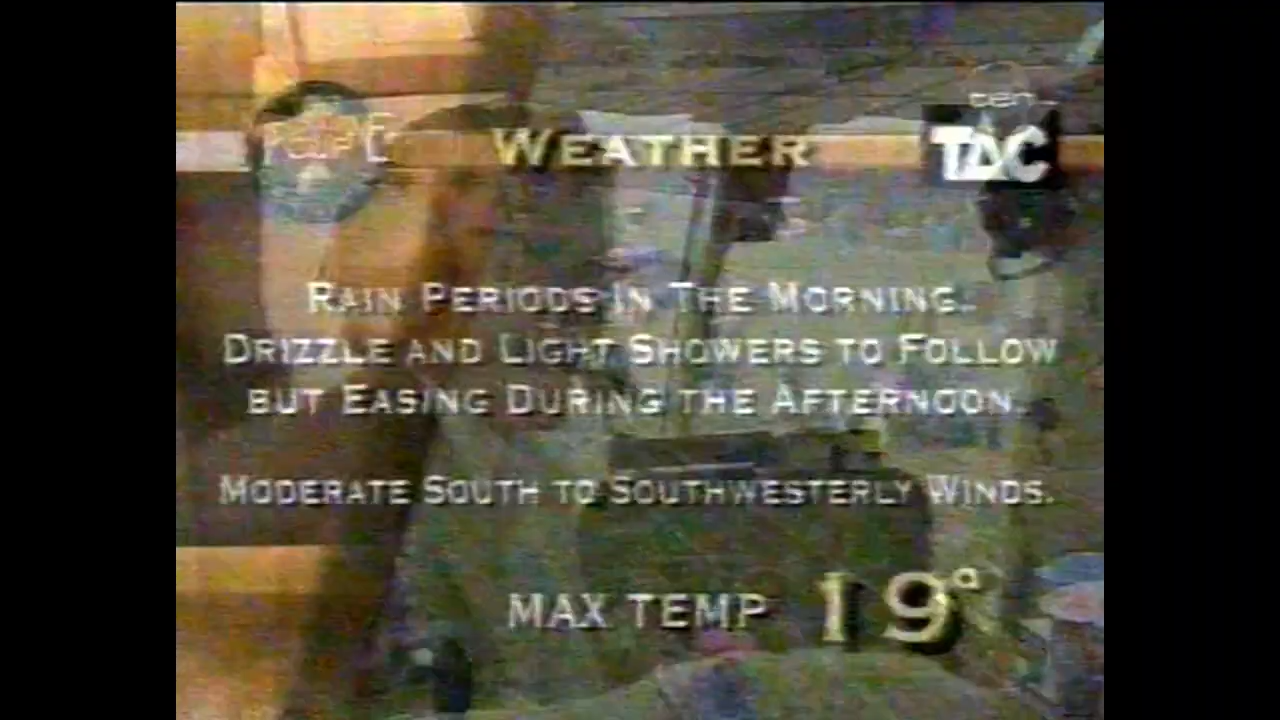 ten
WEATHER
TAC
RAIN PERIODS IN THE MORNING.
DRIZZLE AND LIGHT SHOWERS TO FOLLOW
BUT EASING DURING THE AFTERNOON.
MODERATE SOUTH TO SOUTHWESTERLY WINDS.
MAX TEMP 19°